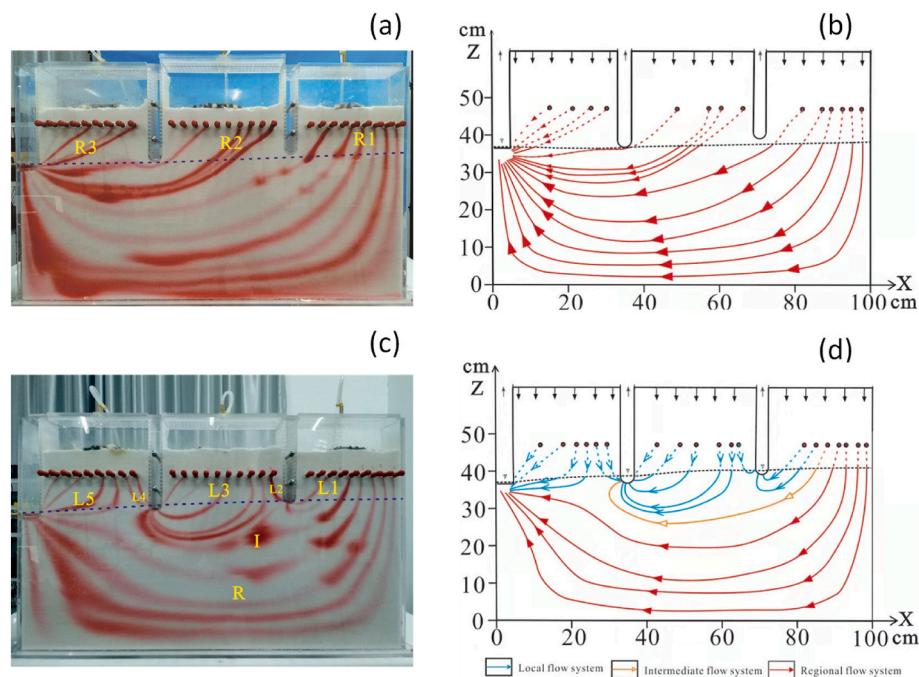 (a)
R3
R2
R1
(b)
cm
Z
50
40
30
20
10
0
0
20
40
60
80
100
X
cm
(c)
L5
L4
L3
L2
L1
I
R
(d)
cm
Z
50
40
30
20
10
0
0
20
40
60
80
100
X
cm
Local flow system
Intermediate flow system
Regional flow system